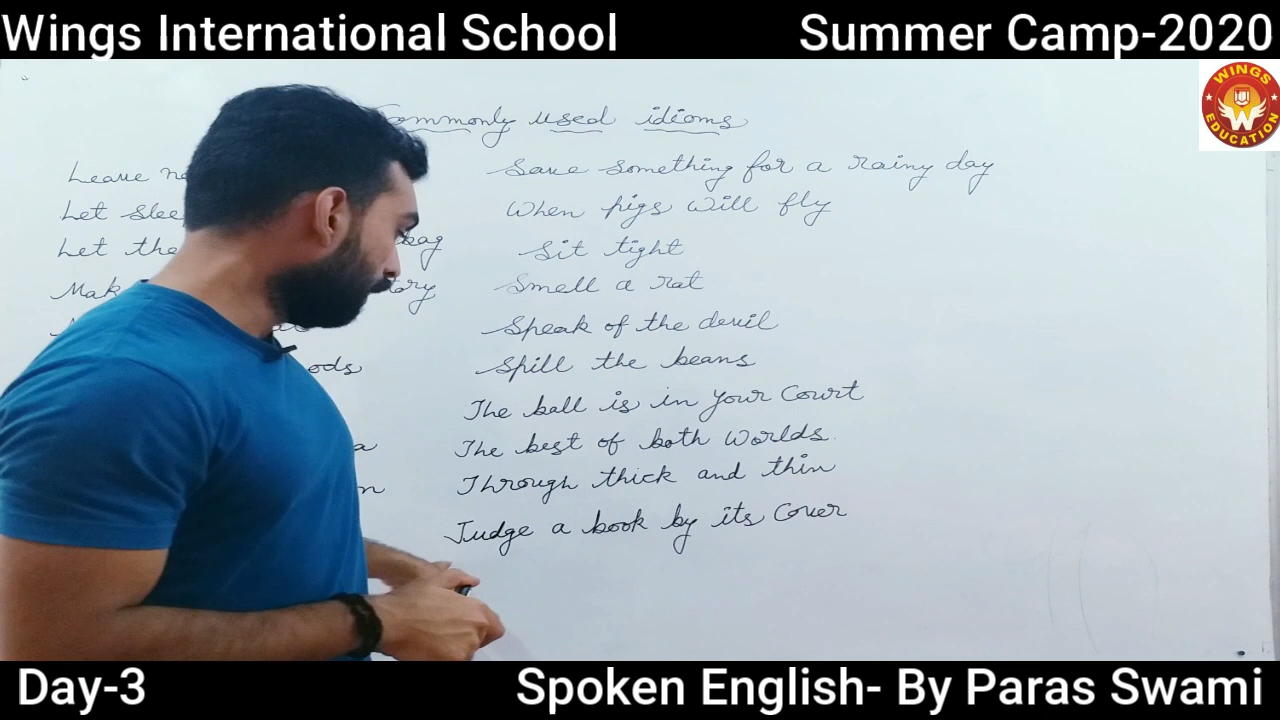 Wings International School Summer Camp-2020
WINGS
EDUCATION
Commonly used idioms
Leave
Let
Let the bag
ods
a
Save something for a rainy day
When pigs will fly
Sit tight
Smell a rat
Speak of the devil
Spill the beans
The ball is in your Court
The best of both Worlds.
Through thick and thin
Judge a book by its Cover
Day-3 Spoken English- By Paras Swami